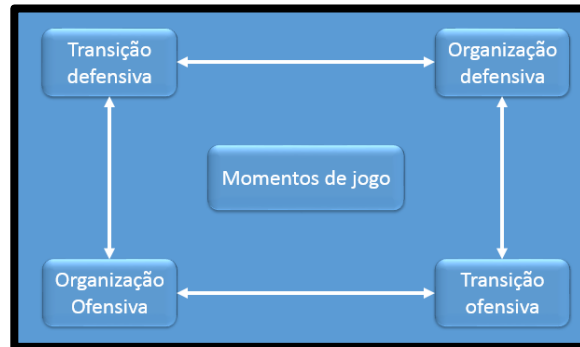 Transição
defensiva
Organização
defensiva
Momentos de jogo
Organização
Ofensiva
Transição
ofensiva